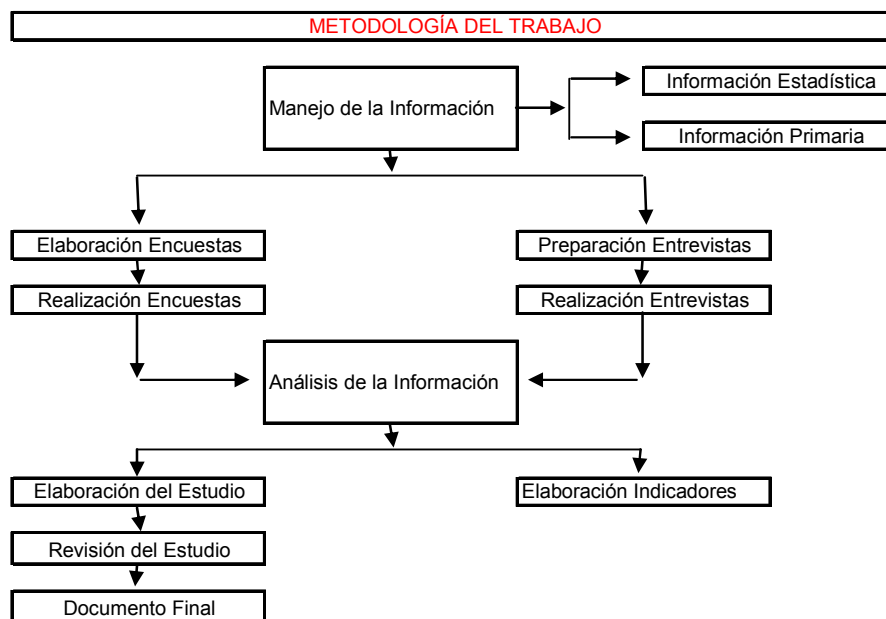 METODOLOGÍA DEL TRABAJO
Información Estadística
Manejo de la Información
Información Primaria
Elaboración Encuestas
Preparación Entrevistas
Realización Encuestas
Realización Entrevistas
Análisis de la Información
Elaboración del Estudio
Elaboración Indicadores
Revisión del Estudio
Documento Final